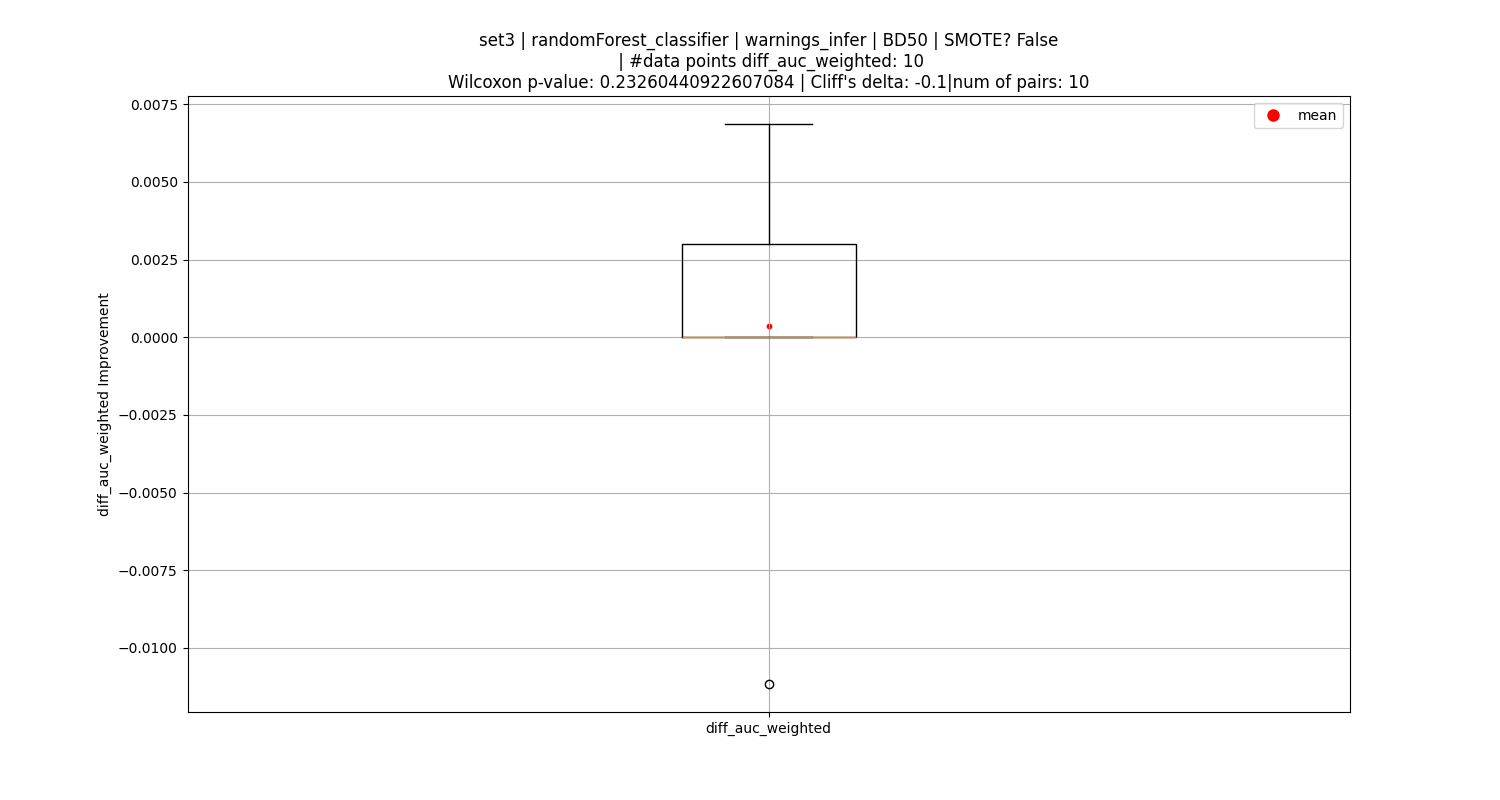 set3 | randomForest_classifier | warnings_infer | BD50 | SMOTE? False
| #data points diff_auc_weighted: 10
Wilcoxon p-value: 0.23260440922607084 | Cliff's delta: -0.1|num of pairs: 10
mean
0.0075
0.0050
0.0025
0.0000
−0.0025
−0.0050
−0.0075
−0.0100
diff_auc_weighted Improvement
diff_auc_weighted